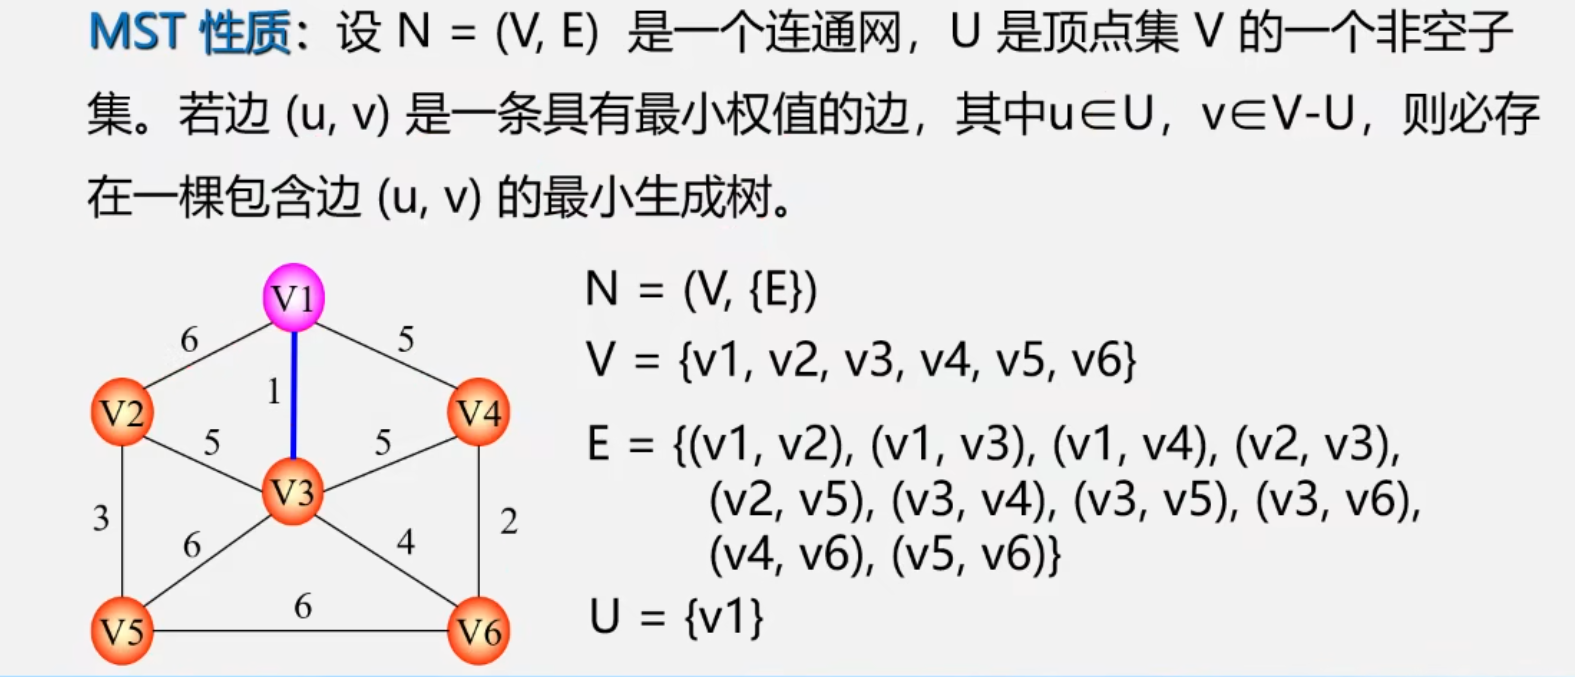 MST 性质：设 N = (V, E) 是一个连通网，U 是顶点集 V 的一个非空子
集。若边 (u, v) 是一条具有最小权值的边，其中u∈U，v∈V-U，则必存
在一棵包含边 (u, v) 的最小生成树。
V1
6
5
1
V2
V4
5
5
V3
3
2
6
4
6
V5
V6
N = (V, {E})
V = {v1, v2, v3, v4, v5, v6}
E = {(v1, v2), (v1, v3), (v1, v4), (v2, v3),
(v2, v5), (v3, v4), (v3, v5), (v3, v6),
(v4, v6), (v5, v6)}
U = {v1}